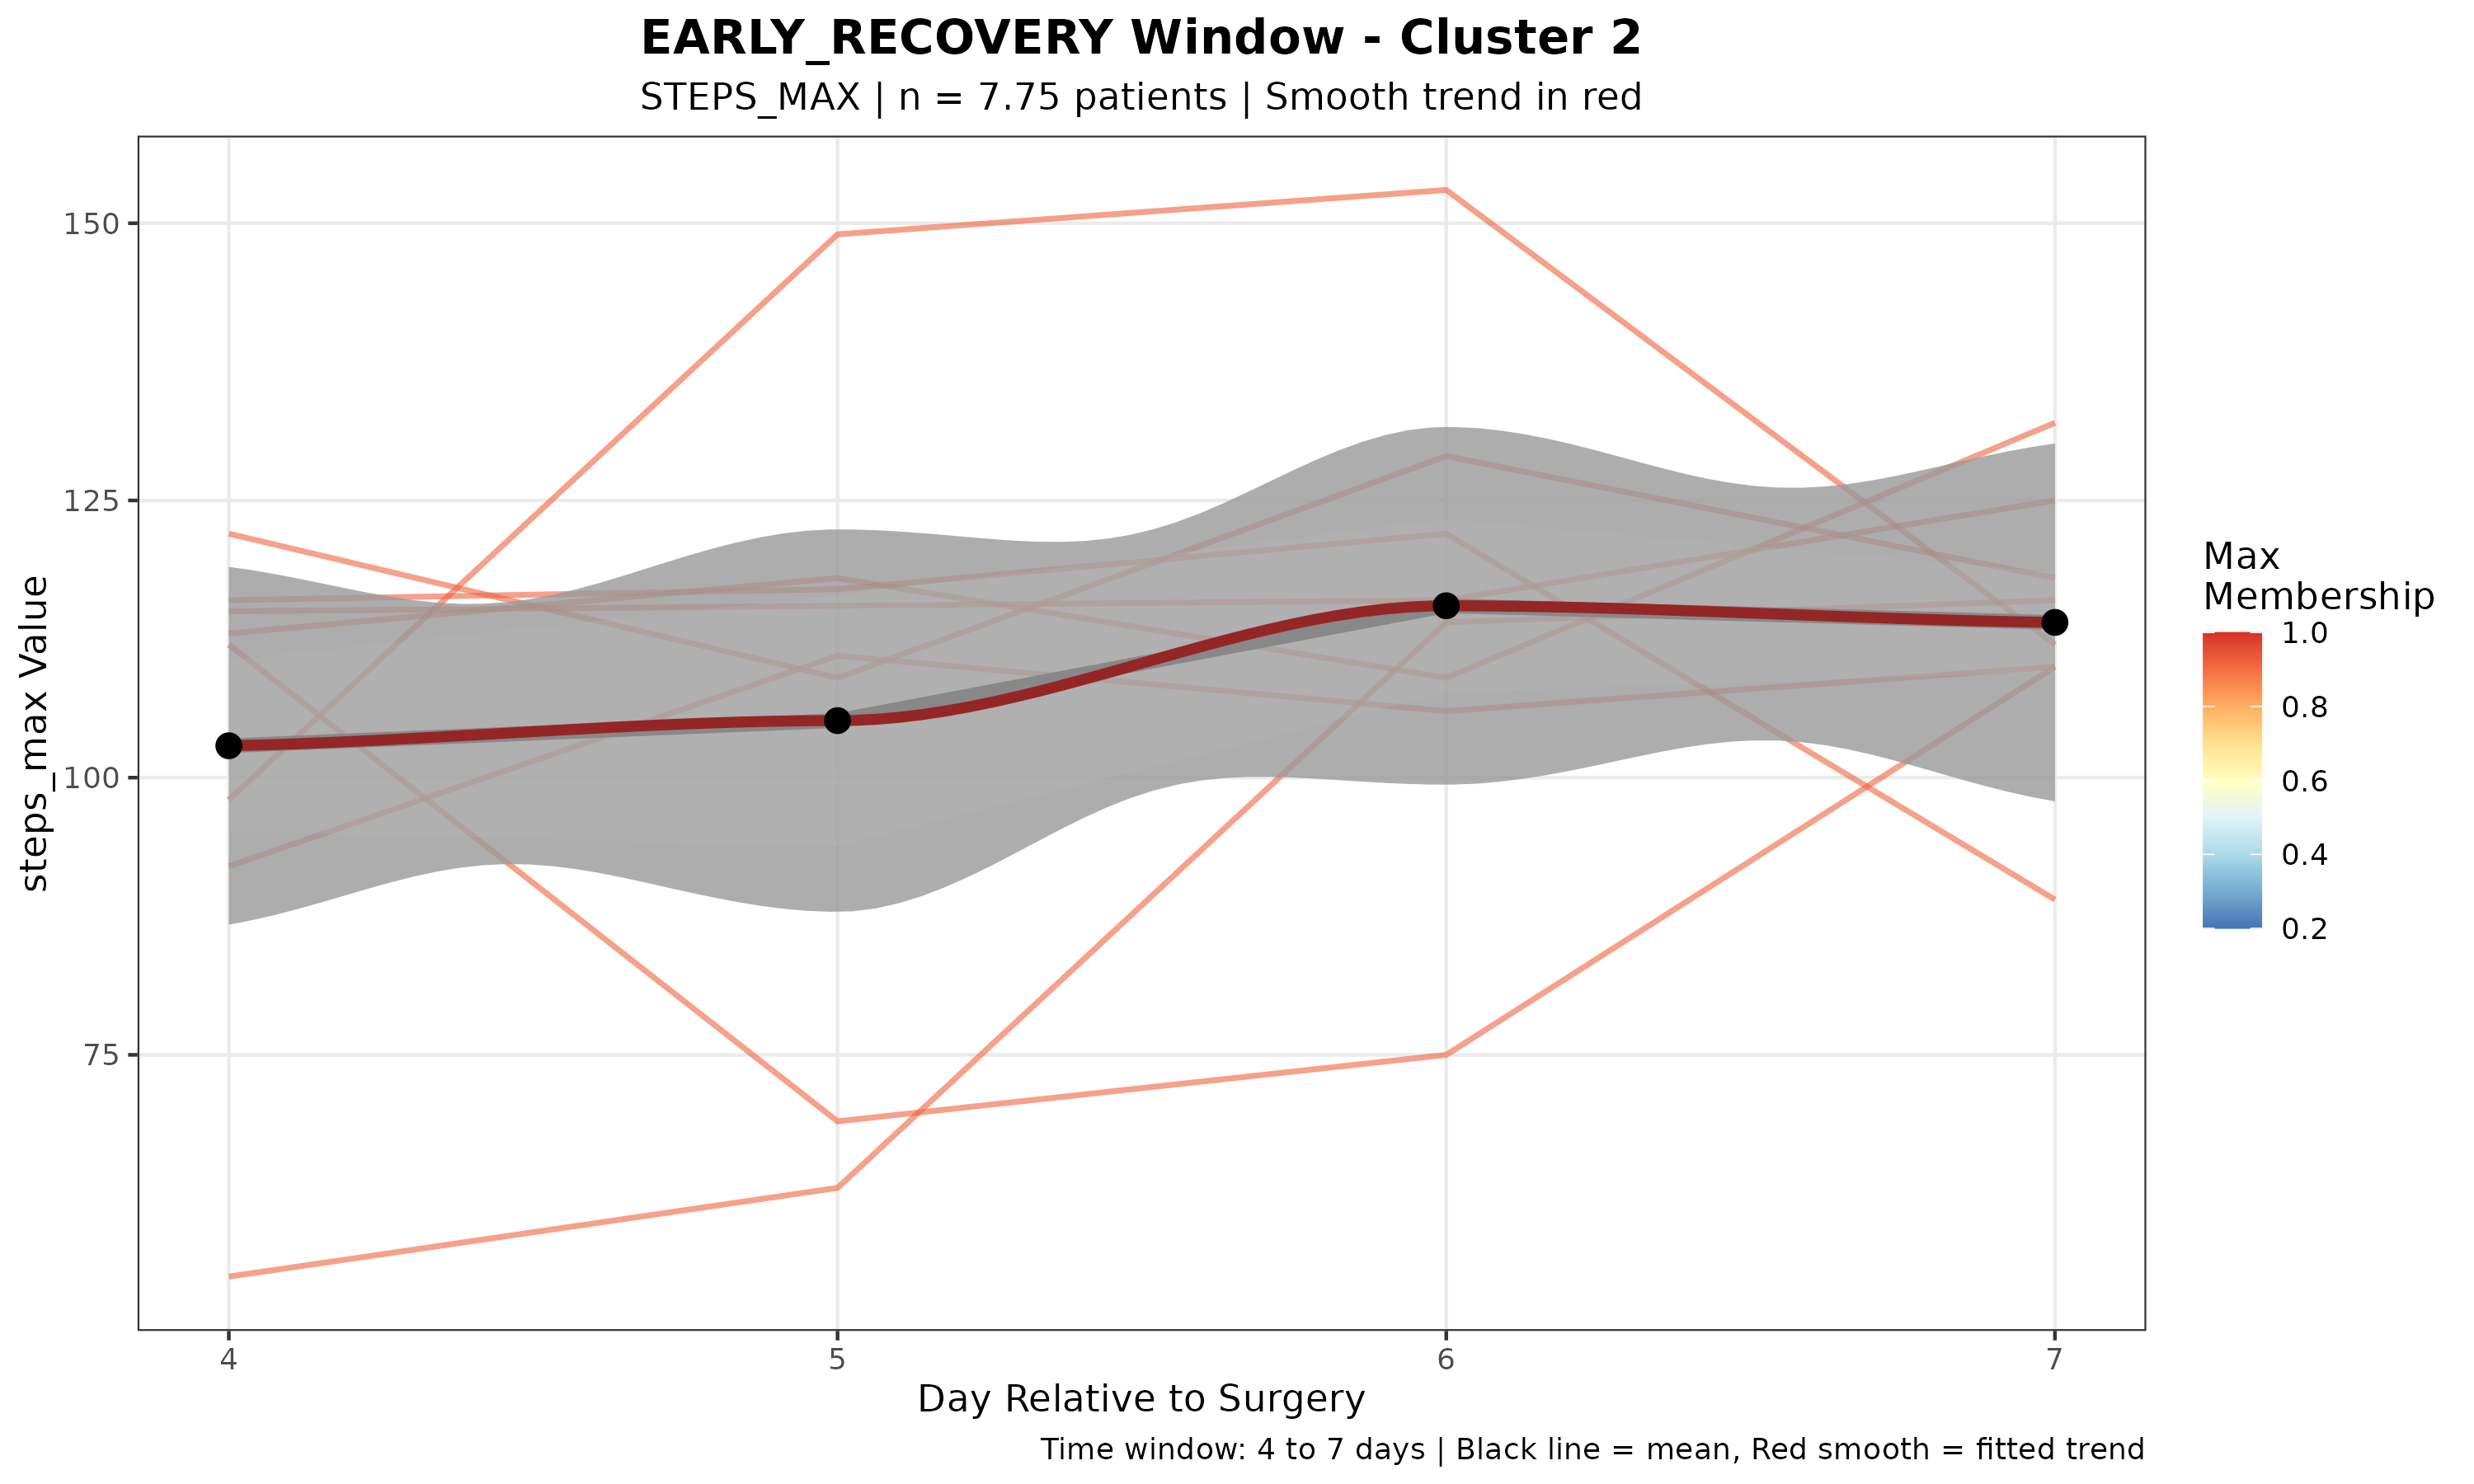 EARLY_RECOVERY Window - Cluster 2
STEPS_MAX | n = 7.75 patients | Smooth trend in red
steps_max Value
150
125
100
75
4
5
6
7
Day Relative to Surgery
Time window: 4 to 7 days | Black line = mean, Red smooth = fitted trend
Max
Membership
1.0
0.8
0.6
0.4
0.2